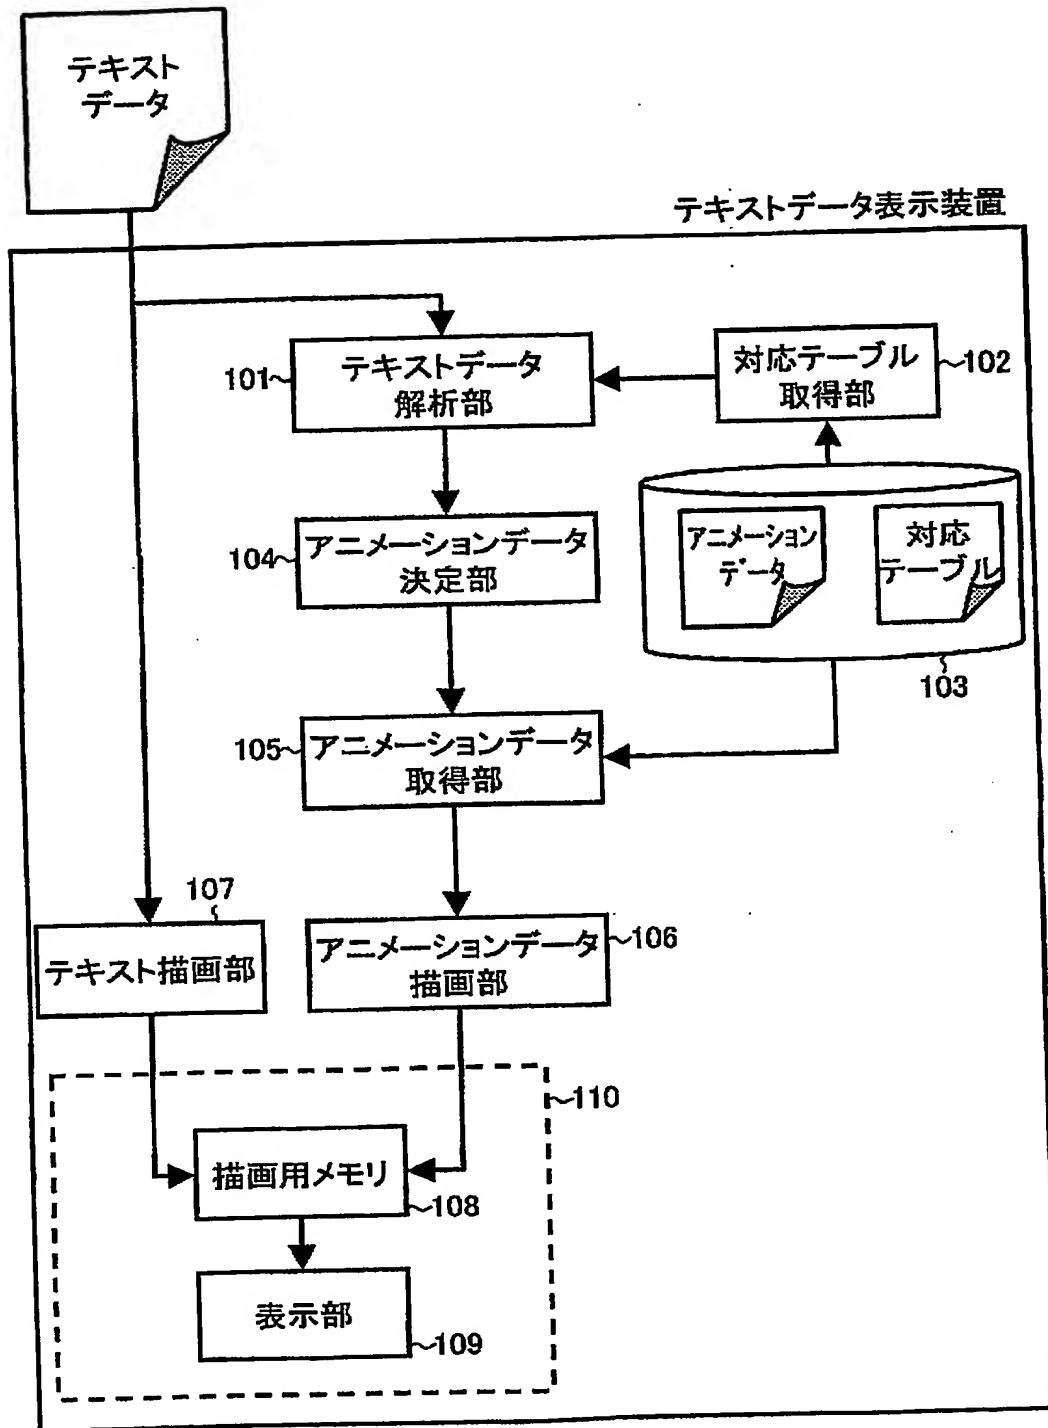 テキスト
データ
テキストデータ表示装置
101
テキストデータ
解析部
対応テーブル
取得部
102
104
アニメーションデータ
決定部
アニメーション
データ
対応
テーブル
103
105
アニメーションデータ
取得部
107
テキスト描画部
アニメーションデータ
描画部
106
110
描画用メモリ
108
表示部
109